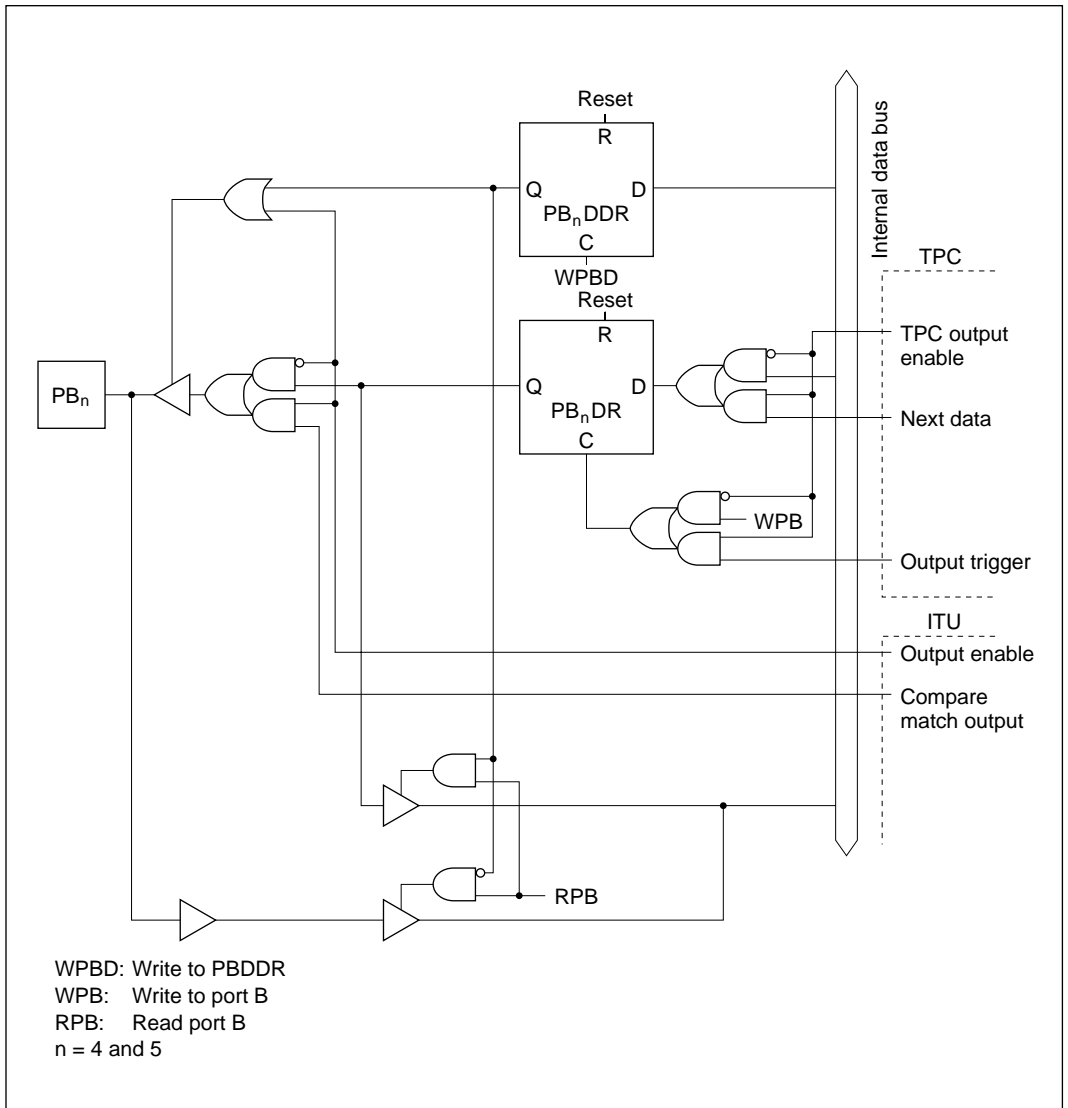 Reset
R
Q
D
PBnDDR
C
WPBD
Internal data bus
TPC
Reset
R
TPC output
enable
PBn
Q
D
PBnDR
C
Next data
WPB
Output trigger
ITU
Output enable
Compare
match output
RPB
WPBD: Write to PBDDR
WPB: Write to port B
RPB: Read port B
n = 4 and 5